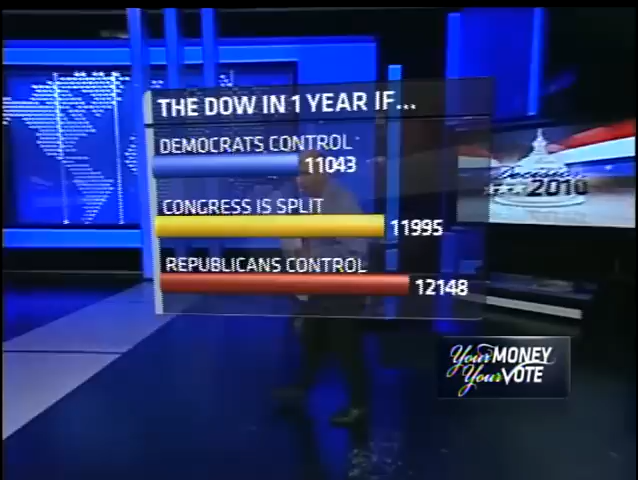 THE DOW IN 1 YEAR IF...
DEMOCRATS CONTROL
11043
CONGRESS IS SPLIT
11995
REPUBLICANS CONTROL
12148
Decision
2010
Your MONEY
Your VOTE